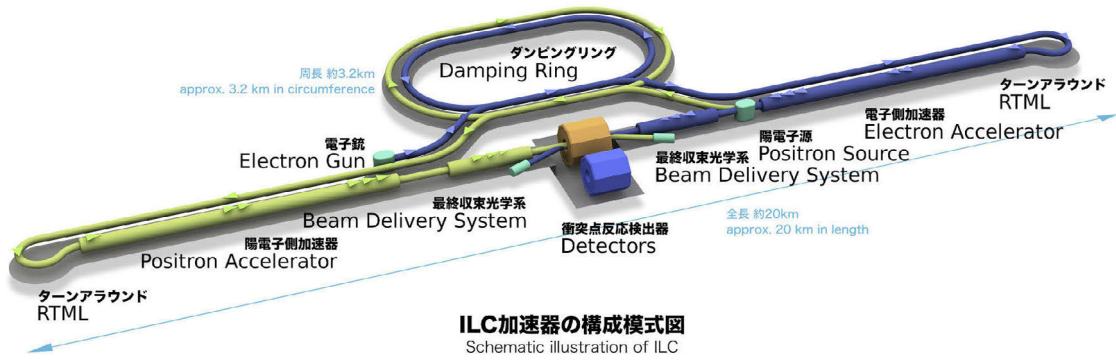 ダンピングリング
Damping Ring
周長 約3.2km
approx. 3.2 km in circumference
ターンアラウンド
RTML
電子側加速器
Electron Accelerator
陽電子源
Positron Source
電子銃
Electron Gun
最終収束光学系
Beam Delivery System
最終収束光学系
Beam Delivery System
衝突点反応検出器
Detectors
全長 約20km
approx. 20 km in length
陽電子側加速器
Positron Accelerator
ターンアラウンド
RTML
ILC加速器の構成模式図
Schematic illustration of ILC